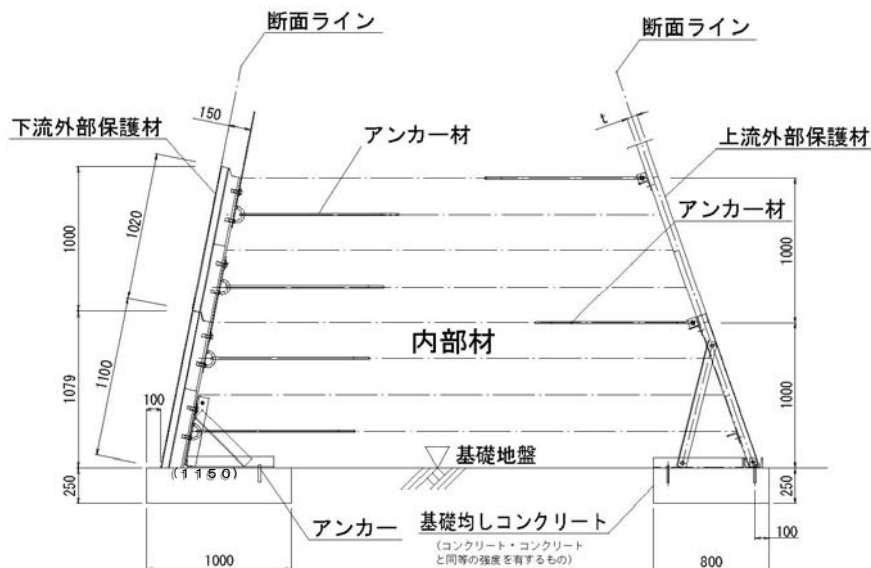 断面ライン
断面ライン
150
t
下流外部保護材
アンカー材
上流外部保護材
アンカー材
1000
1020
1000
内部材
1079
1100
1000
100
基礎地盤
(1150)
250
250
アンカー
基礎均しコンクリート
(コンクリート・コンクリート
と同等の強度を有するもの)
100
1000
800